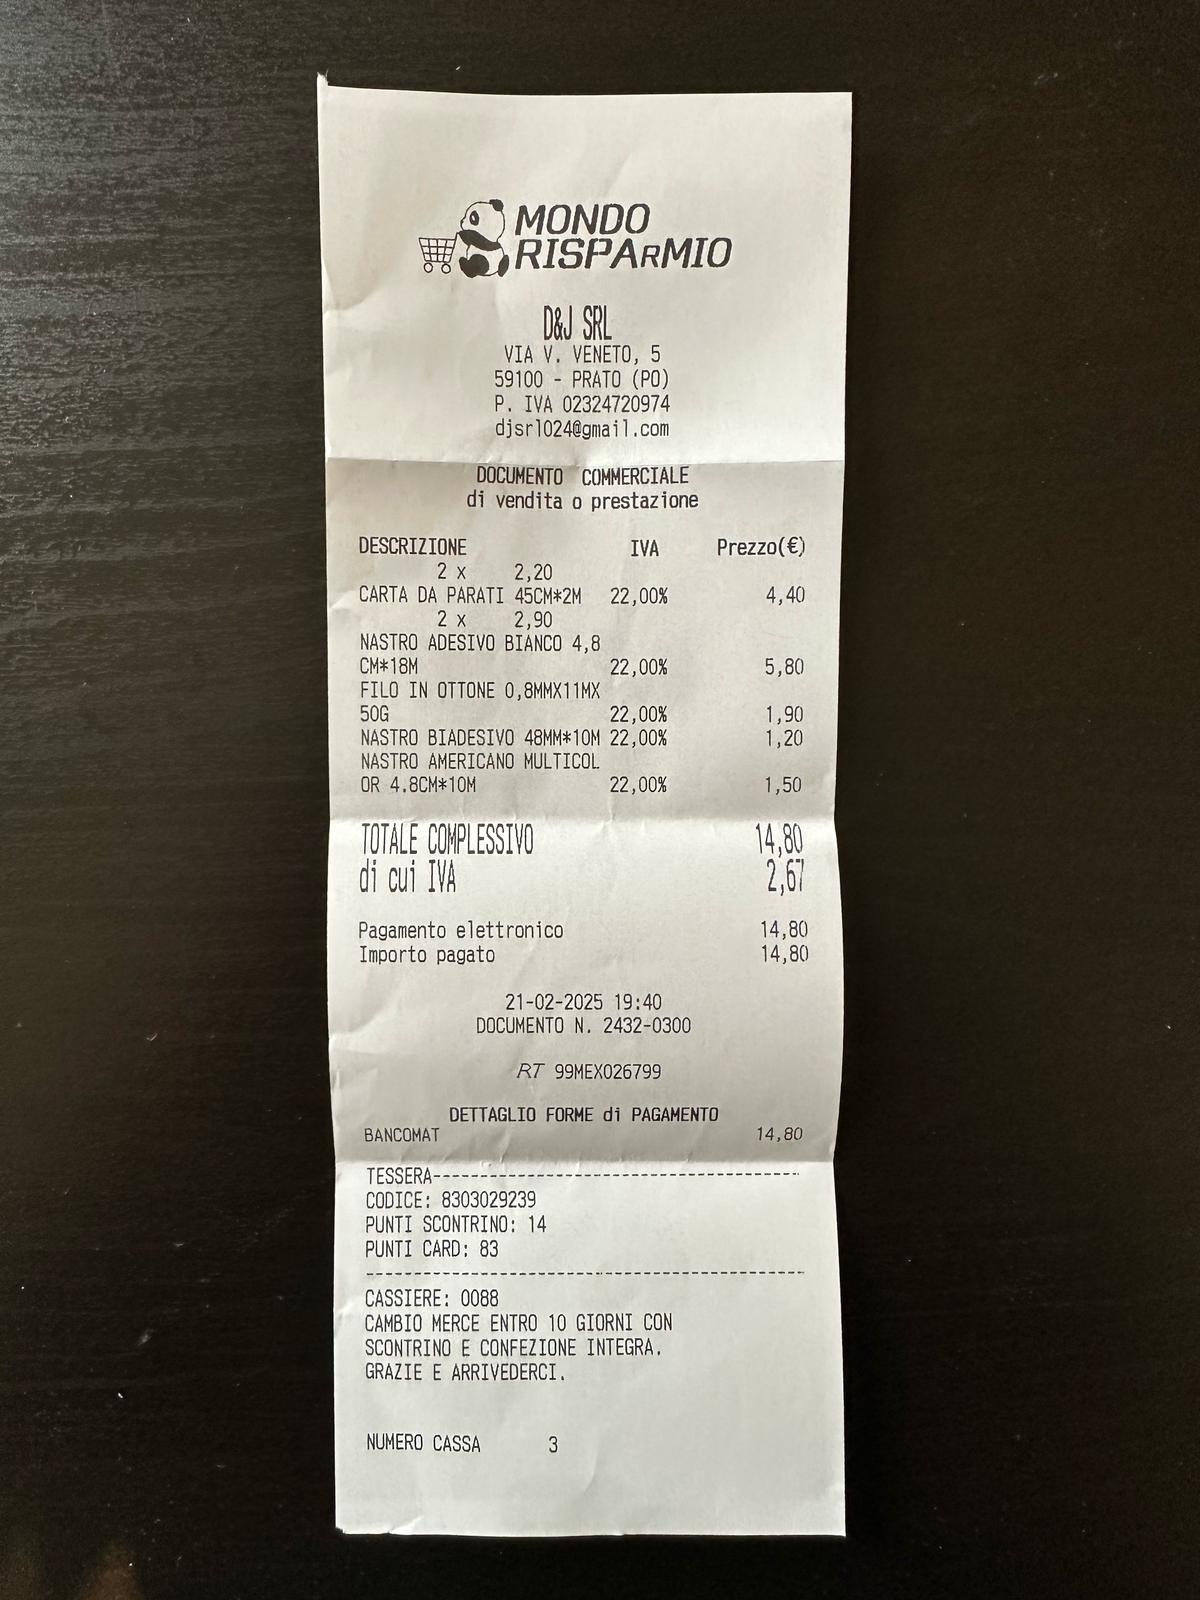 MONDO
RISPARMIO
D&J SRL
VIA V. VENETO, 5
59100 - PRATO (PO)
P. IVA 02324720974
djsrl024@gmail.com
DOCUMENTO COMMERCIALE
di vendita o prestazione
DESCRIZIONE IVA Prezzo(€)
2 x 2,20
CARTA DA PARATI 45CM*2M 22,00% 4,40
2 x 2,90
NASTRO ADESIVO BIANCO 4,8
CM*18M 22,00% 5,80
FILO IN OTTONE 0,8MMX11MX
50G 22,00% 1,90
NASTRO BIADESIVO 48MM*10M 22,00% 1,20
NASTRO AMERICANO MULTICOL
OR 4.8CM*10M 22,00% 1,50
TOTALE COMPLESSIVO 14,80
di cui IVA 2,67
Pagamento elettronico 14,80
Importo pagato 14,80
21-02-2025 19:40
DOCUMENTO N. 2432-0300
RT 99MEX026799
DETTAGLIO FORME di PAGAMENTO
BANCOMAT 14,80
TESSERA--------------------------------------
CODICE: 8303029239
PUNTI SCONTRINO: 14
PUNTI CARD: 83
----------------------------------------------
CASSIERE: 0088
CAMBIO MERCE ENTRO 10 GIORNI CON
SCONTRINO E CONFEZIONE INTEGRA.
GRAZIE E ARRIVEDERCI.
NUMERO CASSA 3